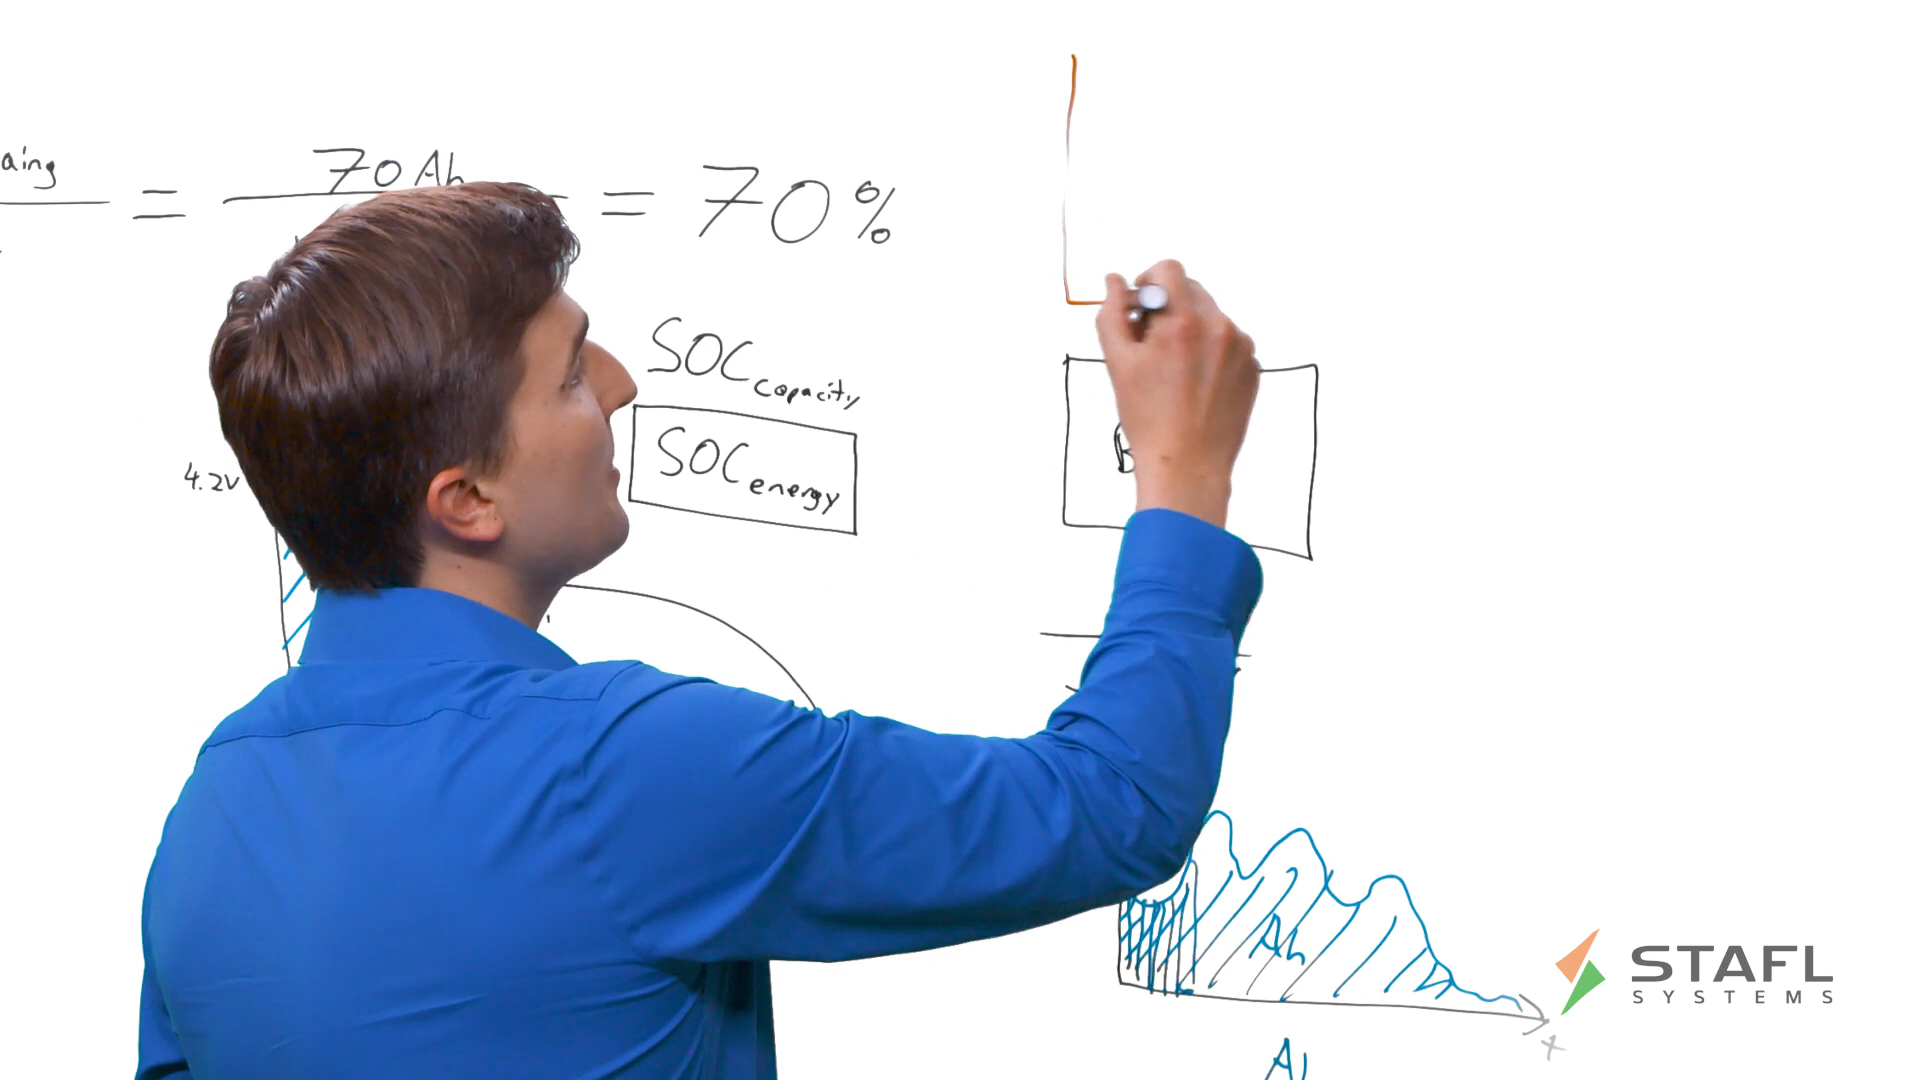 aing
= 70 Ah = 70%
SOC capacity
SOC energy
4.2V
B
Ah
STAFL
SYSTEMS